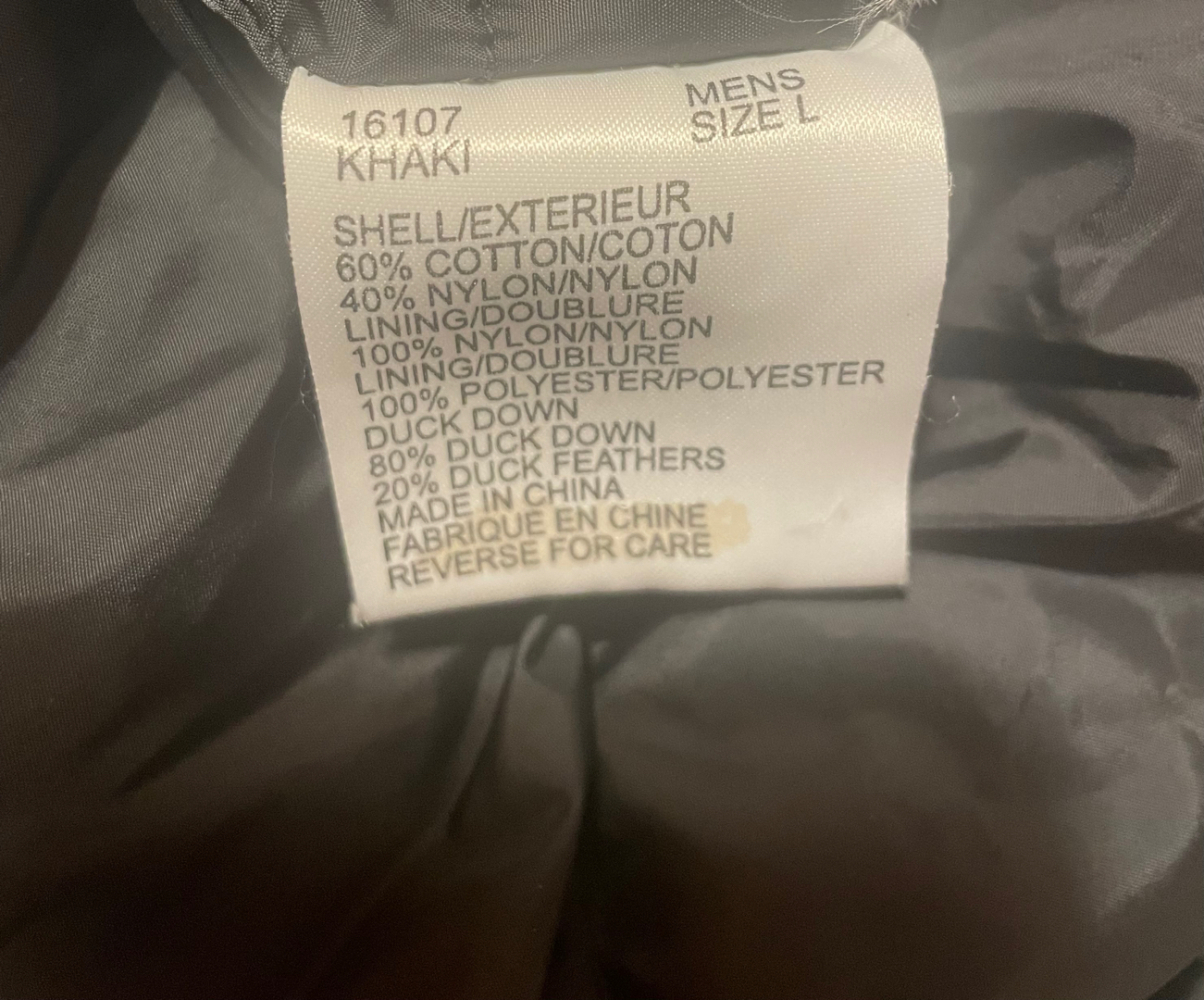 16107
KHAKI
MENS
SIZE L
SHELL/EXTERIEUR
60% COTTON/COTON
40% NYLON/NYLON
LINING/DOUBLURE
100% NYLON/NYLON
LINING/DOUBLURE
100% POLYESTER/POLYESTER
DUCK DOWN
80% DUCK DOWN
20% DUCK FEATHERS
MADE IN CHINA
FABRIQUE EN CHINE
REVERSE FOR CARE